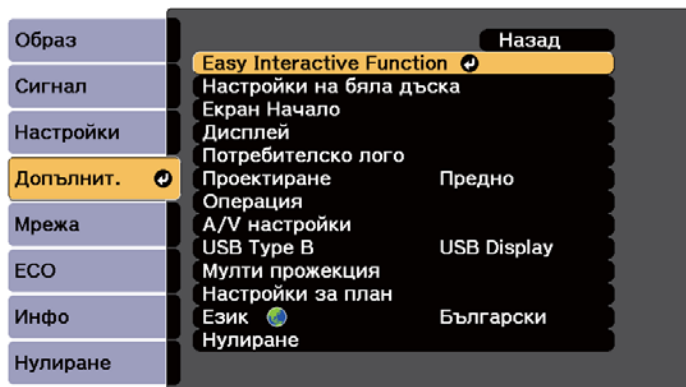 Образ
Сигнал
Настройки
Допълнит.
Мрежа
ECO
Инфо
Нулиране
Назад
Easy Interactive Function
Настройки на бяла дъска
Екран Начало
Дисплей
Потребителско лого
Проектиране Предно
Операция
A/V настройки
USB Type B USB Display
Мулти прожекция
Настройки за план
Език Български
Нулиране